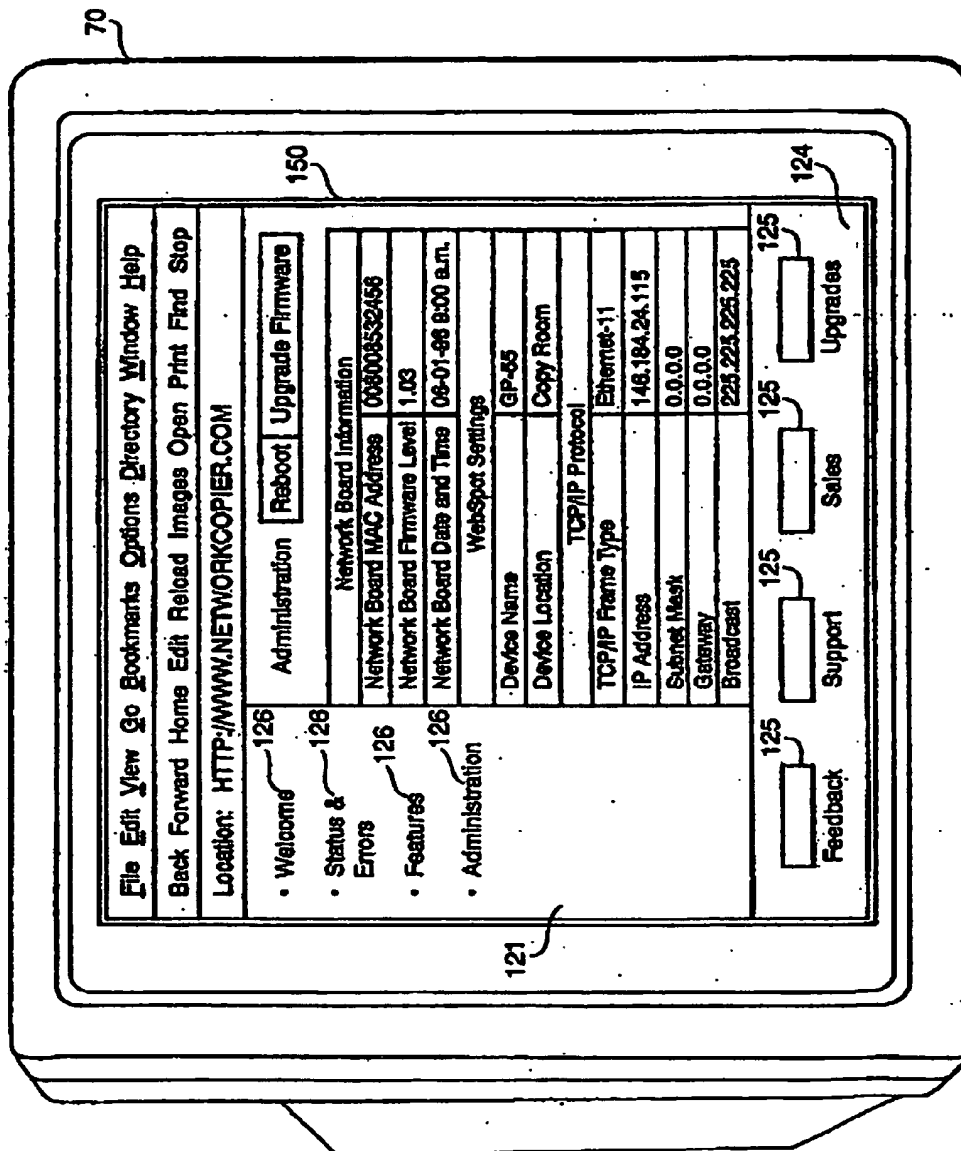 70
File Edit View Go Bookmarks Options Directory Window Help
Back Forward Home Edit Reload Images Open Print Find Stop
Location: HTTP://WWW.NETWORKCOPIER.COM
150
• Welcome 126
• Status & Errors 126
• Features 126
• Administration 126
121
Administration Reboot Upgrade Firmware
Network Board Information
Network Board MAC Address 008008532456
Network Board Firmware Level 1.03
Network Board Date and Time 06-01-96 9:00 a.m.
WebSpot Settings
Device Name GP-55
Device Location Copy Room
TCP/IP Protocol
TCP/IP Frame Type Ethernet-11
IP Address 146.184.24.115
Subnet Mask 0.0.0.0
Gateway 0.0.0.0
Broadcast 225.225.225.225
125 125 125 125
Feedback Support Sales Upgrades
124